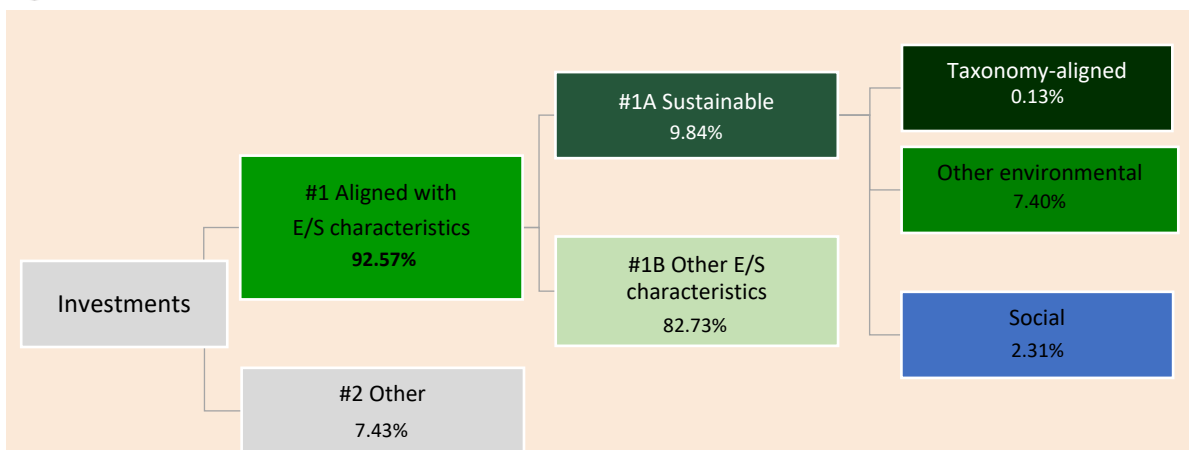 Investments
#1 Aligned with
E/S characteristics
92.57%
#2 Other
7.43%
#1A Sustainable
9.84%
#1B Other E/S
characteristics
82.73%
Taxonomy-aligned
0.13%
Other environmental
7.40%
Social
2.31%